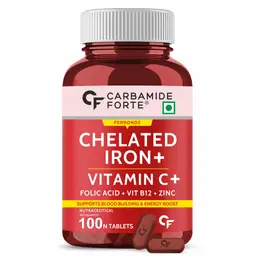 CF CARBAMIDE FORTE®
FERRONOZ
CHELATED
IRON+
VITAMIN C+
FOLIC ACID + VIT B12 + ZINC
SUPPORTS BLOOD BUILDING & ENERGY BOOST
NUTRACEUTICAL
100 N TABLETS
CF